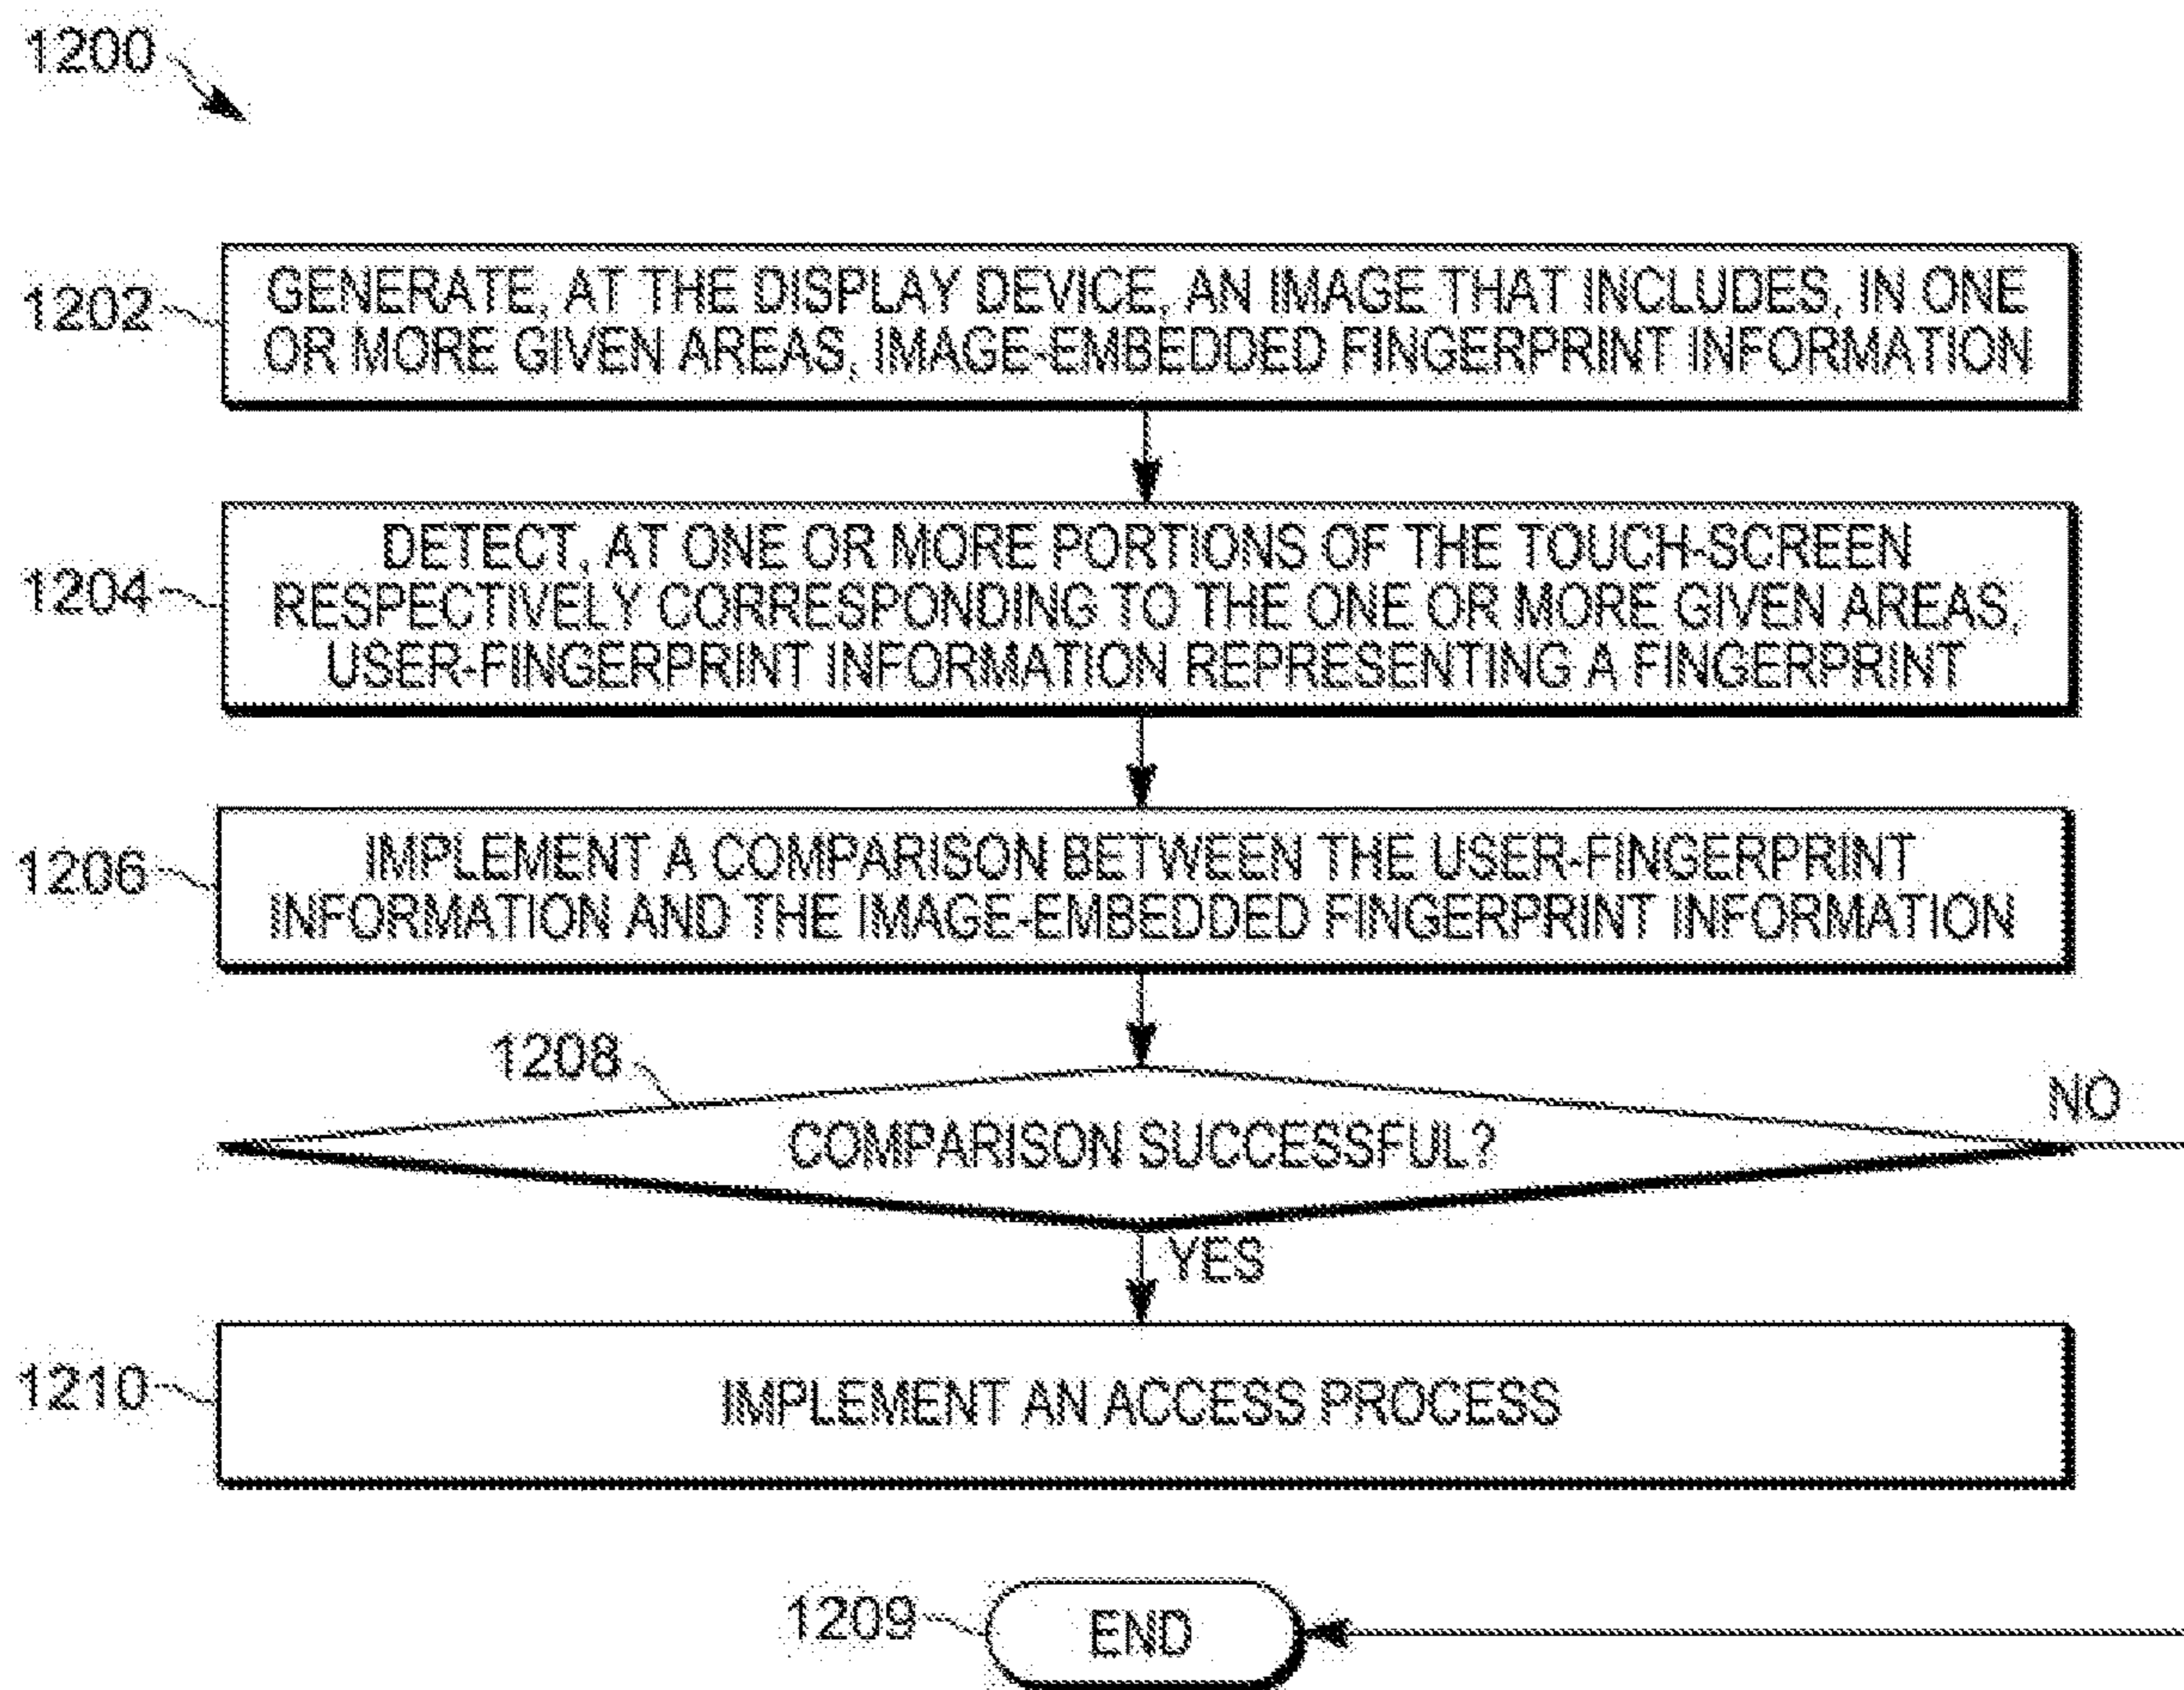 1200
1202
GENERATE, AT THE DISPLAY DEVICE, AN IMAGE THAT INCLUDES, IN ONE
OR MORE GIVEN AREAS, IMAGE-EMBEDDED FINGERPRINT INFORMATION
1204
DETECT, AT ONE OR MORE PORTIONS OF THE TOUCH-SCREEN
RESPECTIVELY CORRESPONDING TO THE ONE OR MORE GIVEN AREAS,
USER-FINGERPRINT INFORMATION REPRESENTING A FINGERPRINT
1206
IMPLEMENT A COMPARISON BETWEEN THE USER-FINGERPRINT
INFORMATION AND THE IMAGE-EMBEDDED FINGERPRINT INFORMATION
1208
COMPARISON SUCCESSFUL?
NO
YES
1210
IMPLEMENT AN ACCESS PROCESS
1209
END